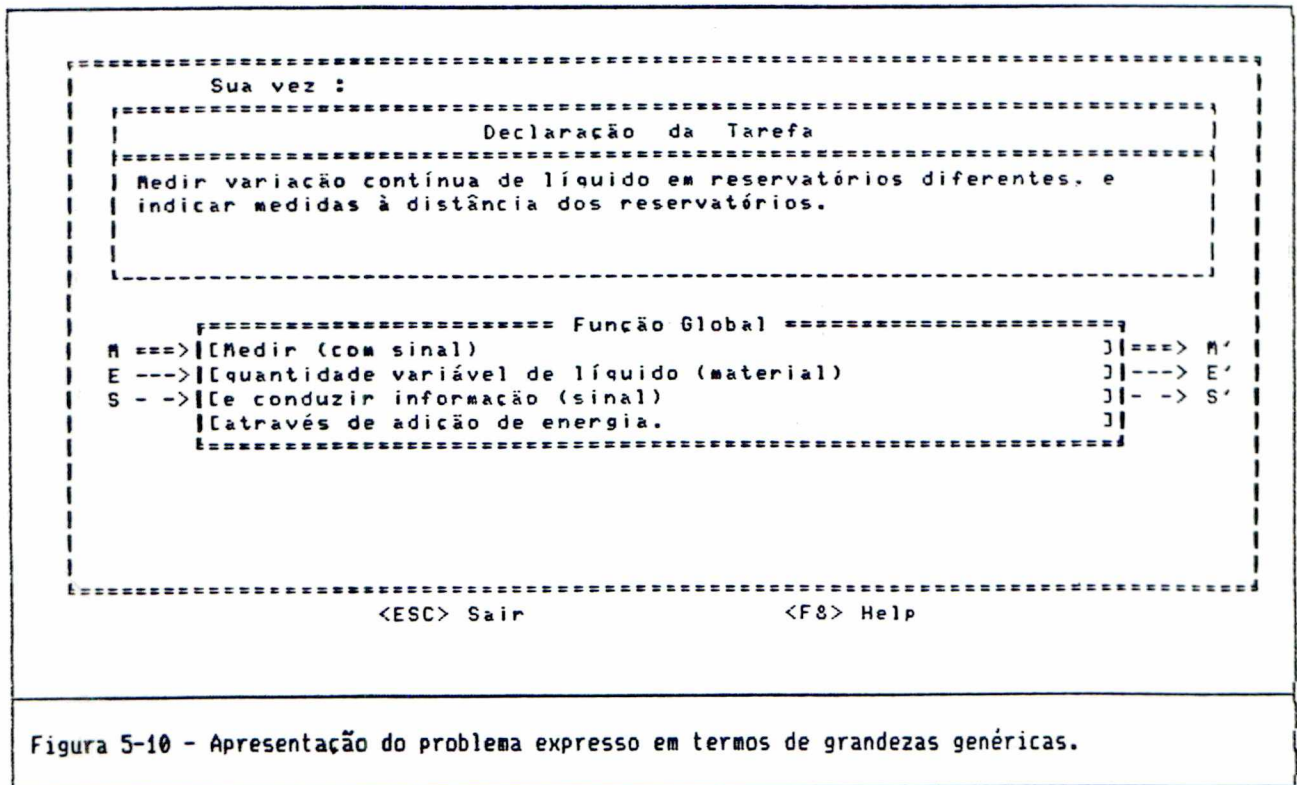 Sua vez :
Declaração da Tarefa
Medir variação contínua de líquido em reservatórios diferentes, e
indicar medidas à distância dos reservatórios.
======================= Função Global =======================
M ===>|[Medir (com sinal) ]|===> M'
E --->|[quantidade variável de líquido (material) ]|---> E'
S - ->|[e conduzir informação (sinal) ]|- -> S'
|[através de adição de energia. ]|
<ESC> Sair <F8> Help
Figura 5-10 - Apresentação do problema expresso em termos de grandezas genéricas.